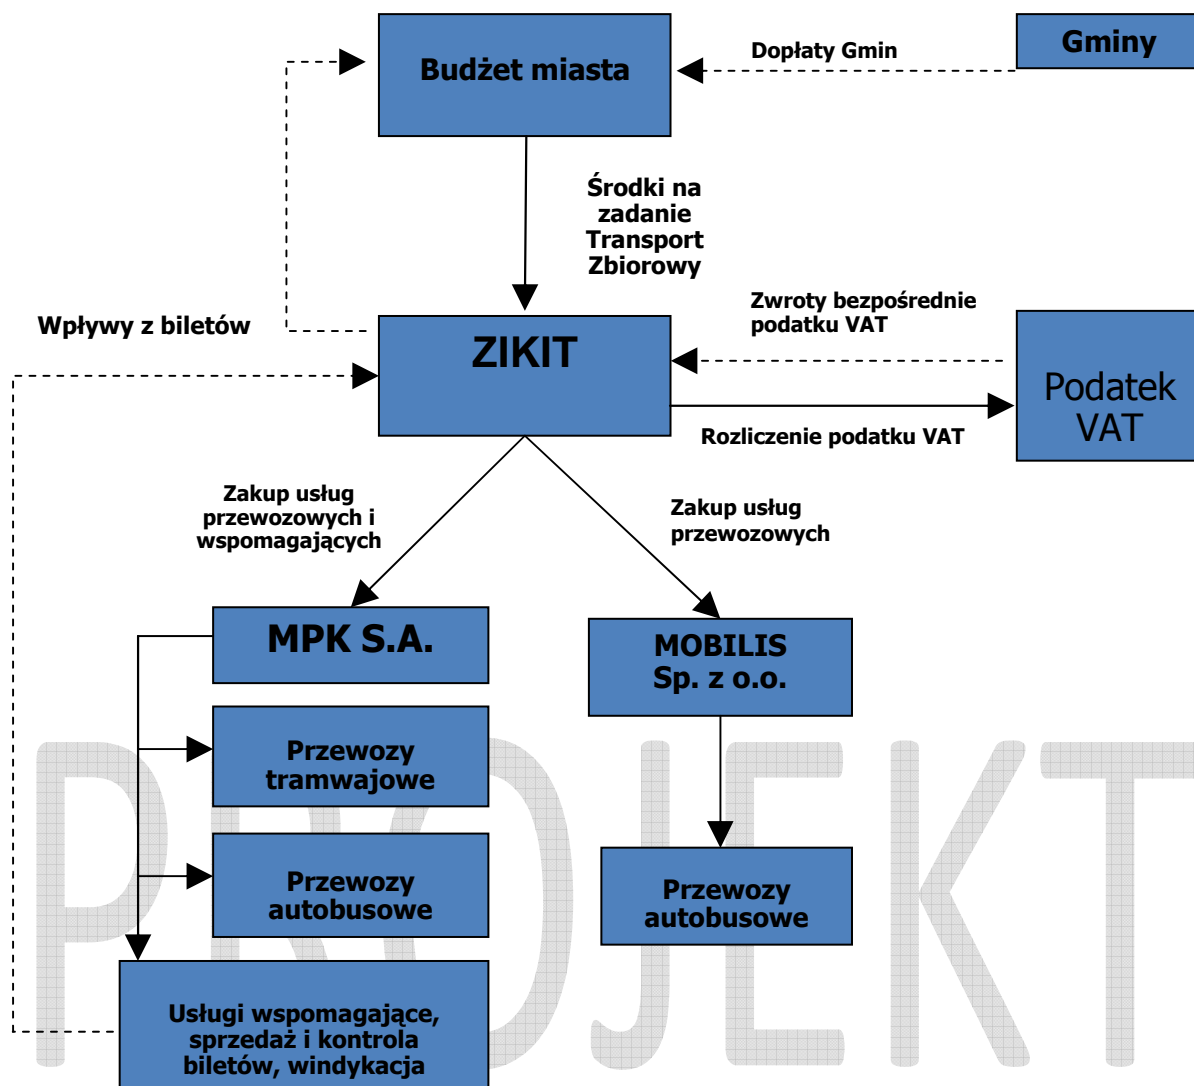 Budżet miasta
Dopłaty Gmin
Gminy
Środki na
zadanie
Transport
Zbiorowy
Wpływy z biletów
ZIKIT
Zwroty bezpośrednie
podatku VAT
Podatek
VAT
Rozliczenie podatku VAT
Zakup usług
przewozowych i
wspomagających
Zakup usług
przewozowych
MPK S.A.
MOBILIS
Sp. z o.o.
Przewozy
tramwajowe
Przewozy
autobusowe
Przewozy
autobusowe
Usługi wspomagające,
sprzedaż i kontrola
biletów, windykacja
PROJEKT